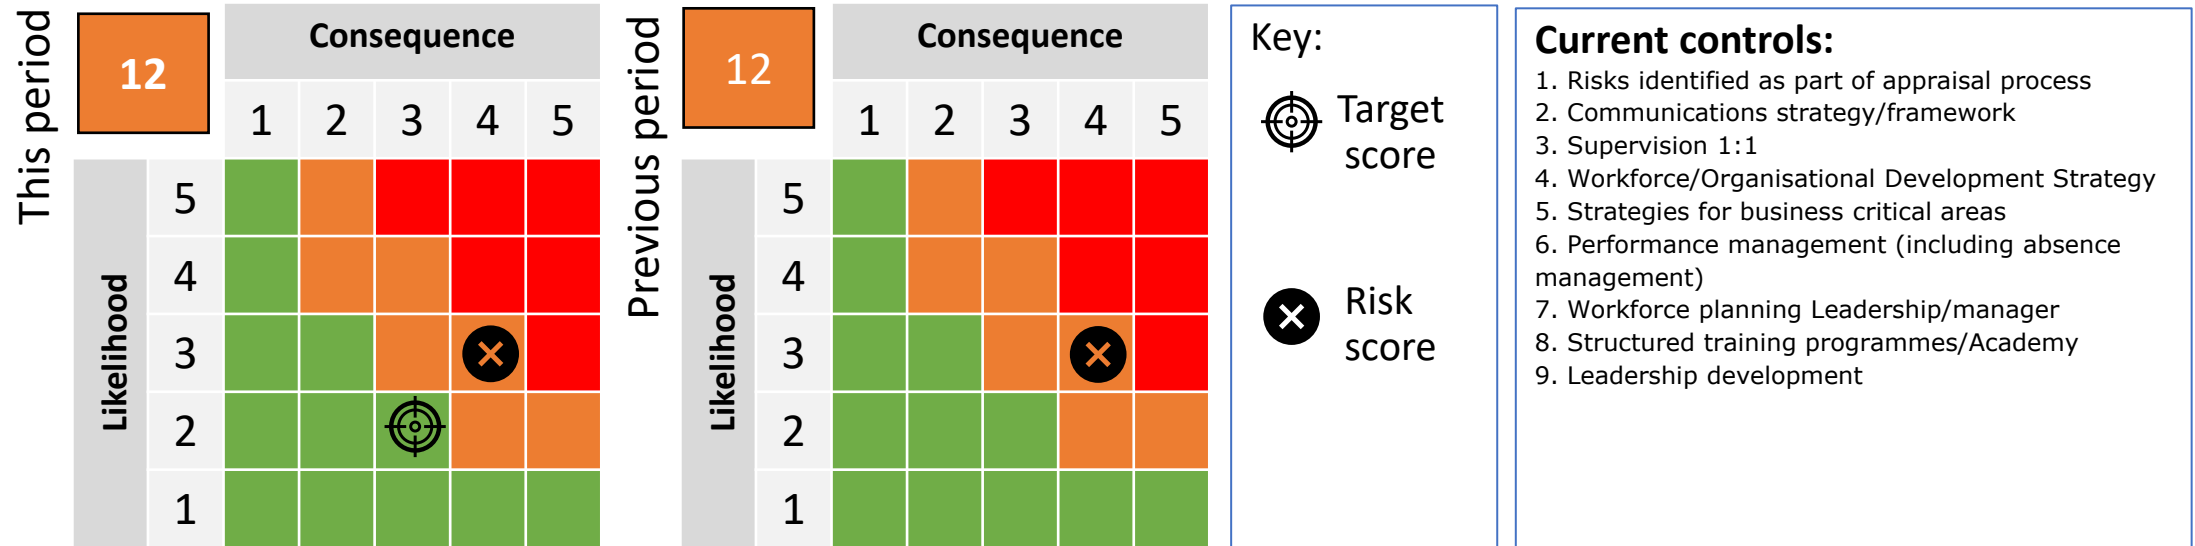 This period
12
Consequence
1 2 3 4 5
Likelihood
5
4
3
2
1
Previous period
12
Consequence
1 2 3 4 5
Likelihood
5
4
3
2
1
Key:
Target
score
Risk
score
Current controls:
1. Risks identified as part of appraisal process
2. Communications strategy/framework
3. Supervision 1:1
4. Workforce/Organisational Development Strategy
5. Strategies for business critical areas
6. Performance management (including absence
management)
7. Workforce planning Leadership/manager
8. Structured training programmes/Academy
9. Leadership development